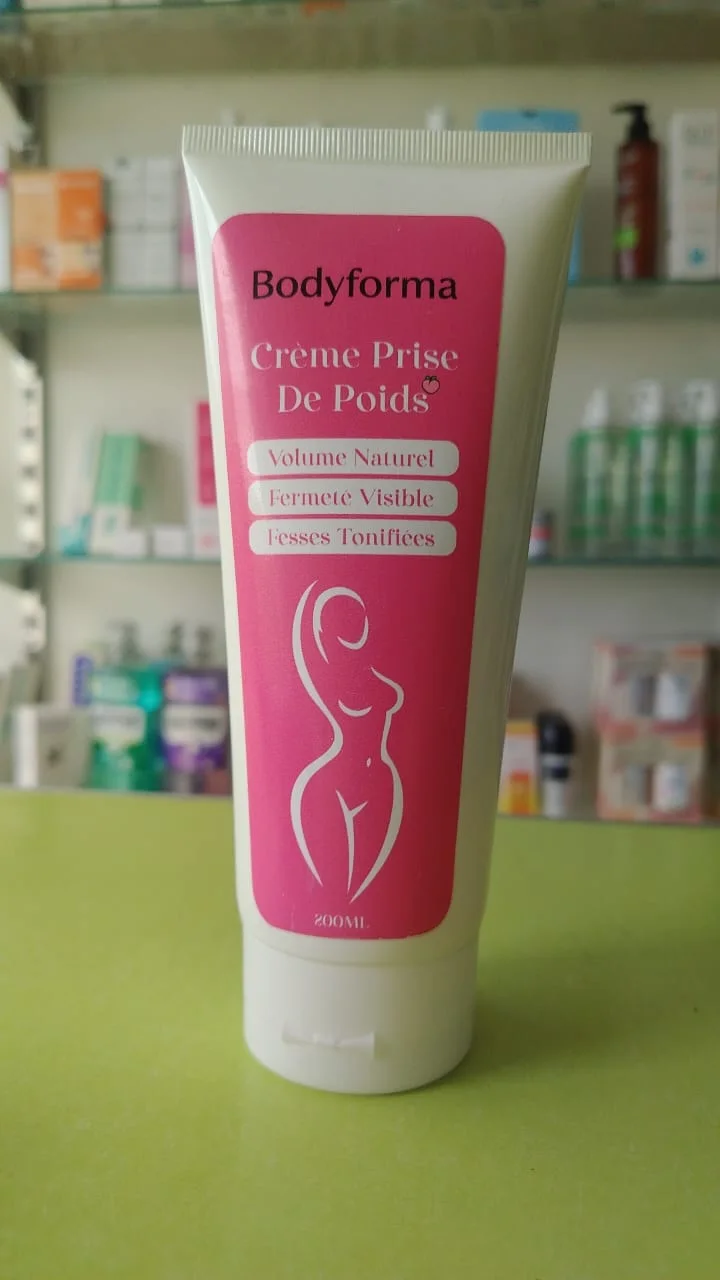 Bodyforma
Crème Prise
De Poids
Volume Naturel
Fermeté Visible
Fesses Tonifiées
200ML